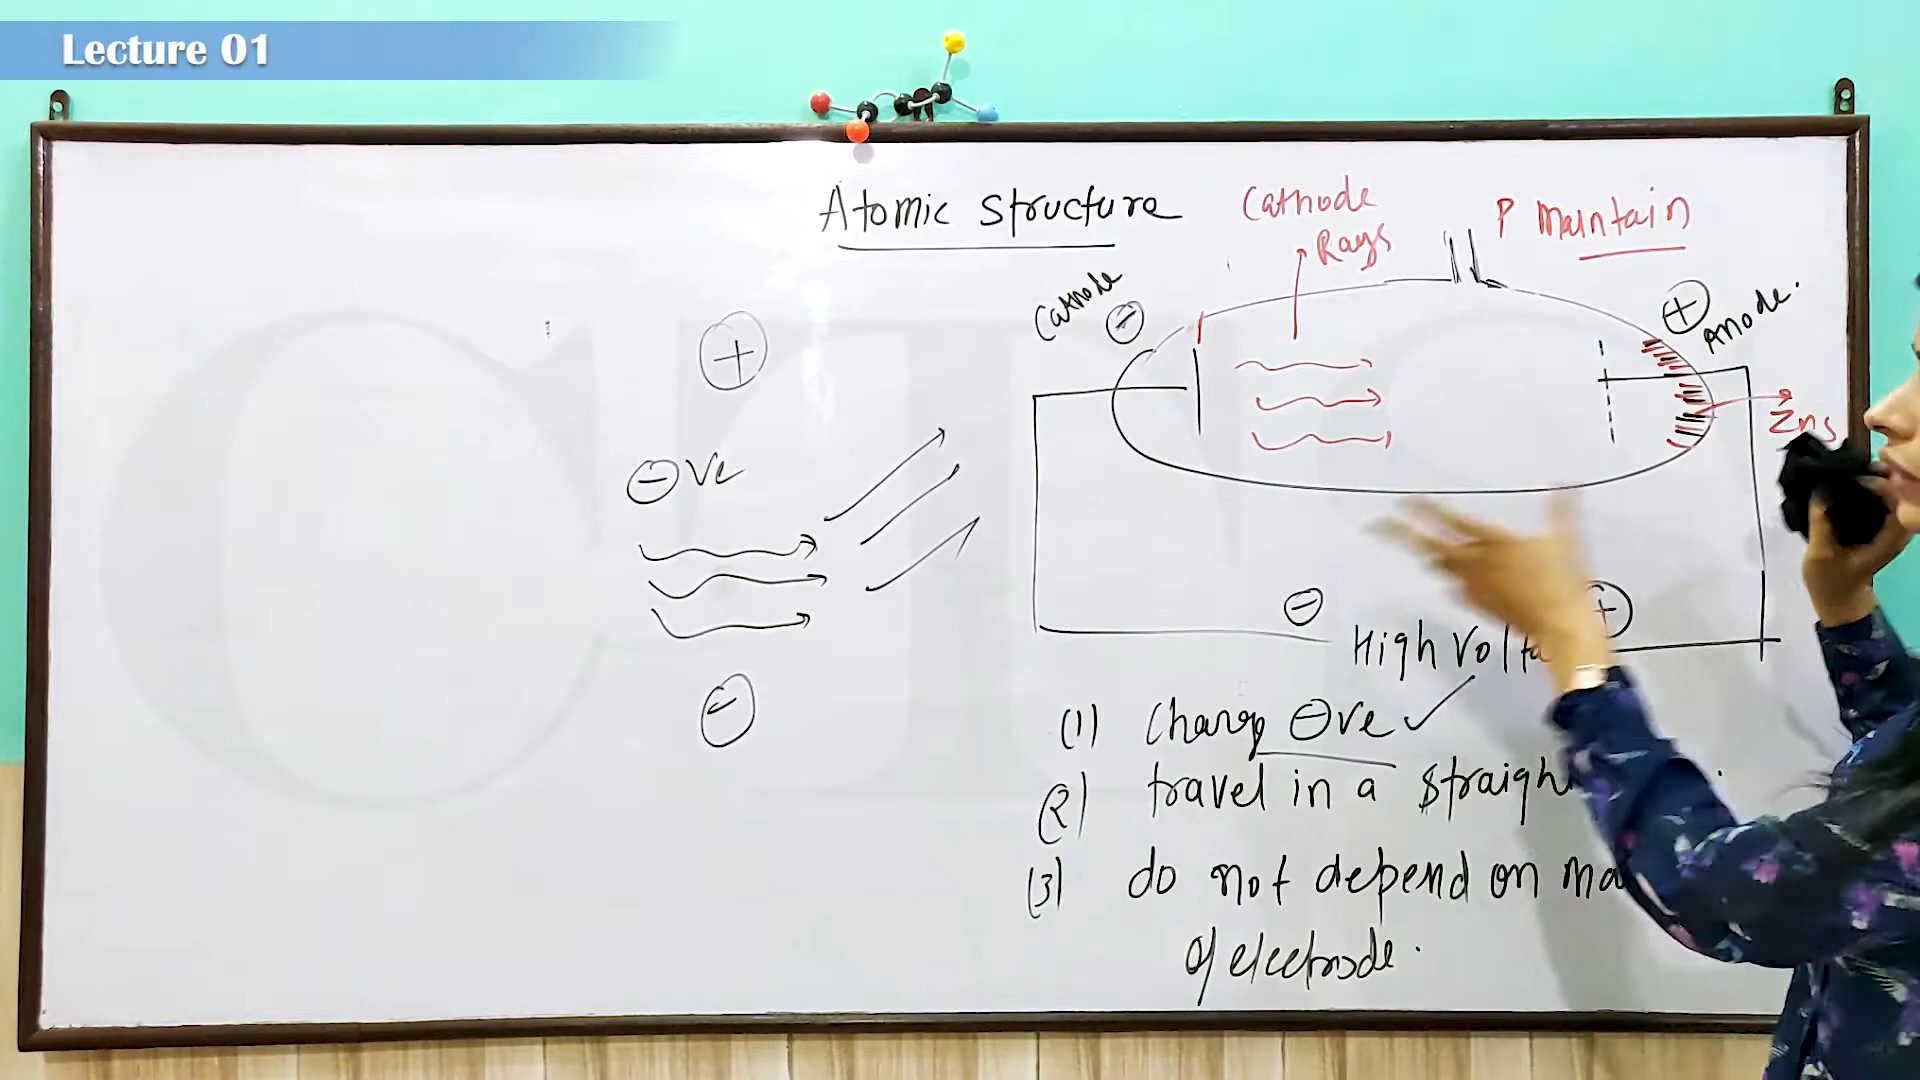 Lecture 01
Atomic structure
Cathode
Rays
P Maintain
Cathode
⊖
⊕
Anode.
⊕
⊖ve
Zns
⊖
⊖
High Volta
(1) Charge ⊖ve ✓
(2) travel in a straigh
(3) do not depend on ma
of electrode.